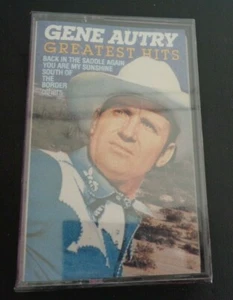 GENE AUTRY
GREATEST HITS
BACK IN THE SADDLE AGAIN
YOU ARE MY SUNSHINE
SOUTH OF
THE
BORDER